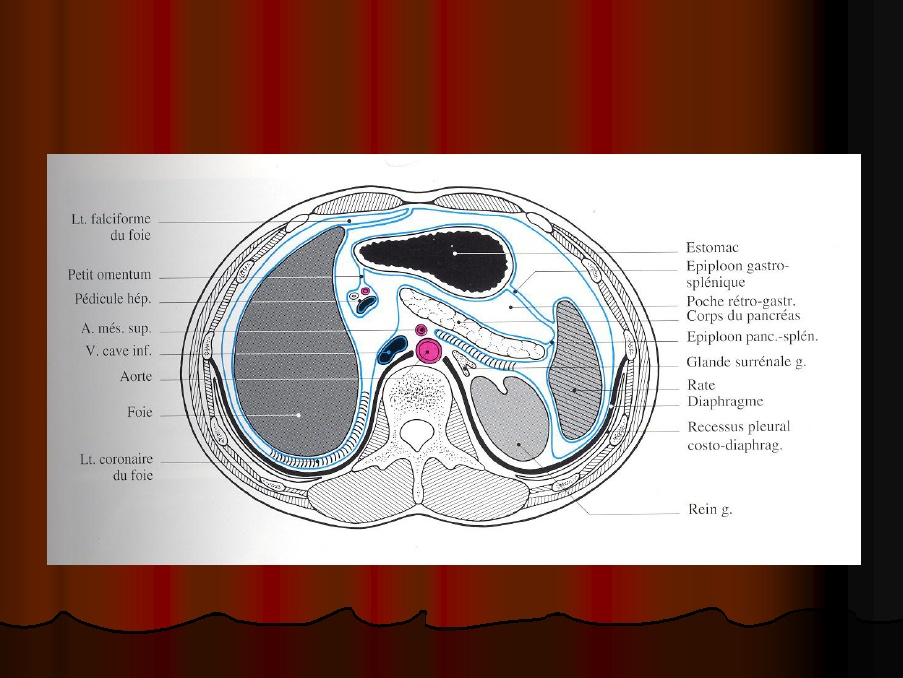 Lt. falciforme
du foie
Petit omentum
Pédicule hép.
A. més. sup.
V. cave inf.
Aorte
Foie
Lt. coronaire
du foie
Estomac
Epiploon gastro-
splénique
Poche rétro-gastr.
Corps du pancréas
Epiploon panc.-splén.
Glande surrénale g.
Rate
Diaphragme
Recessus pleural
costo-diaphrag.
Rein g.